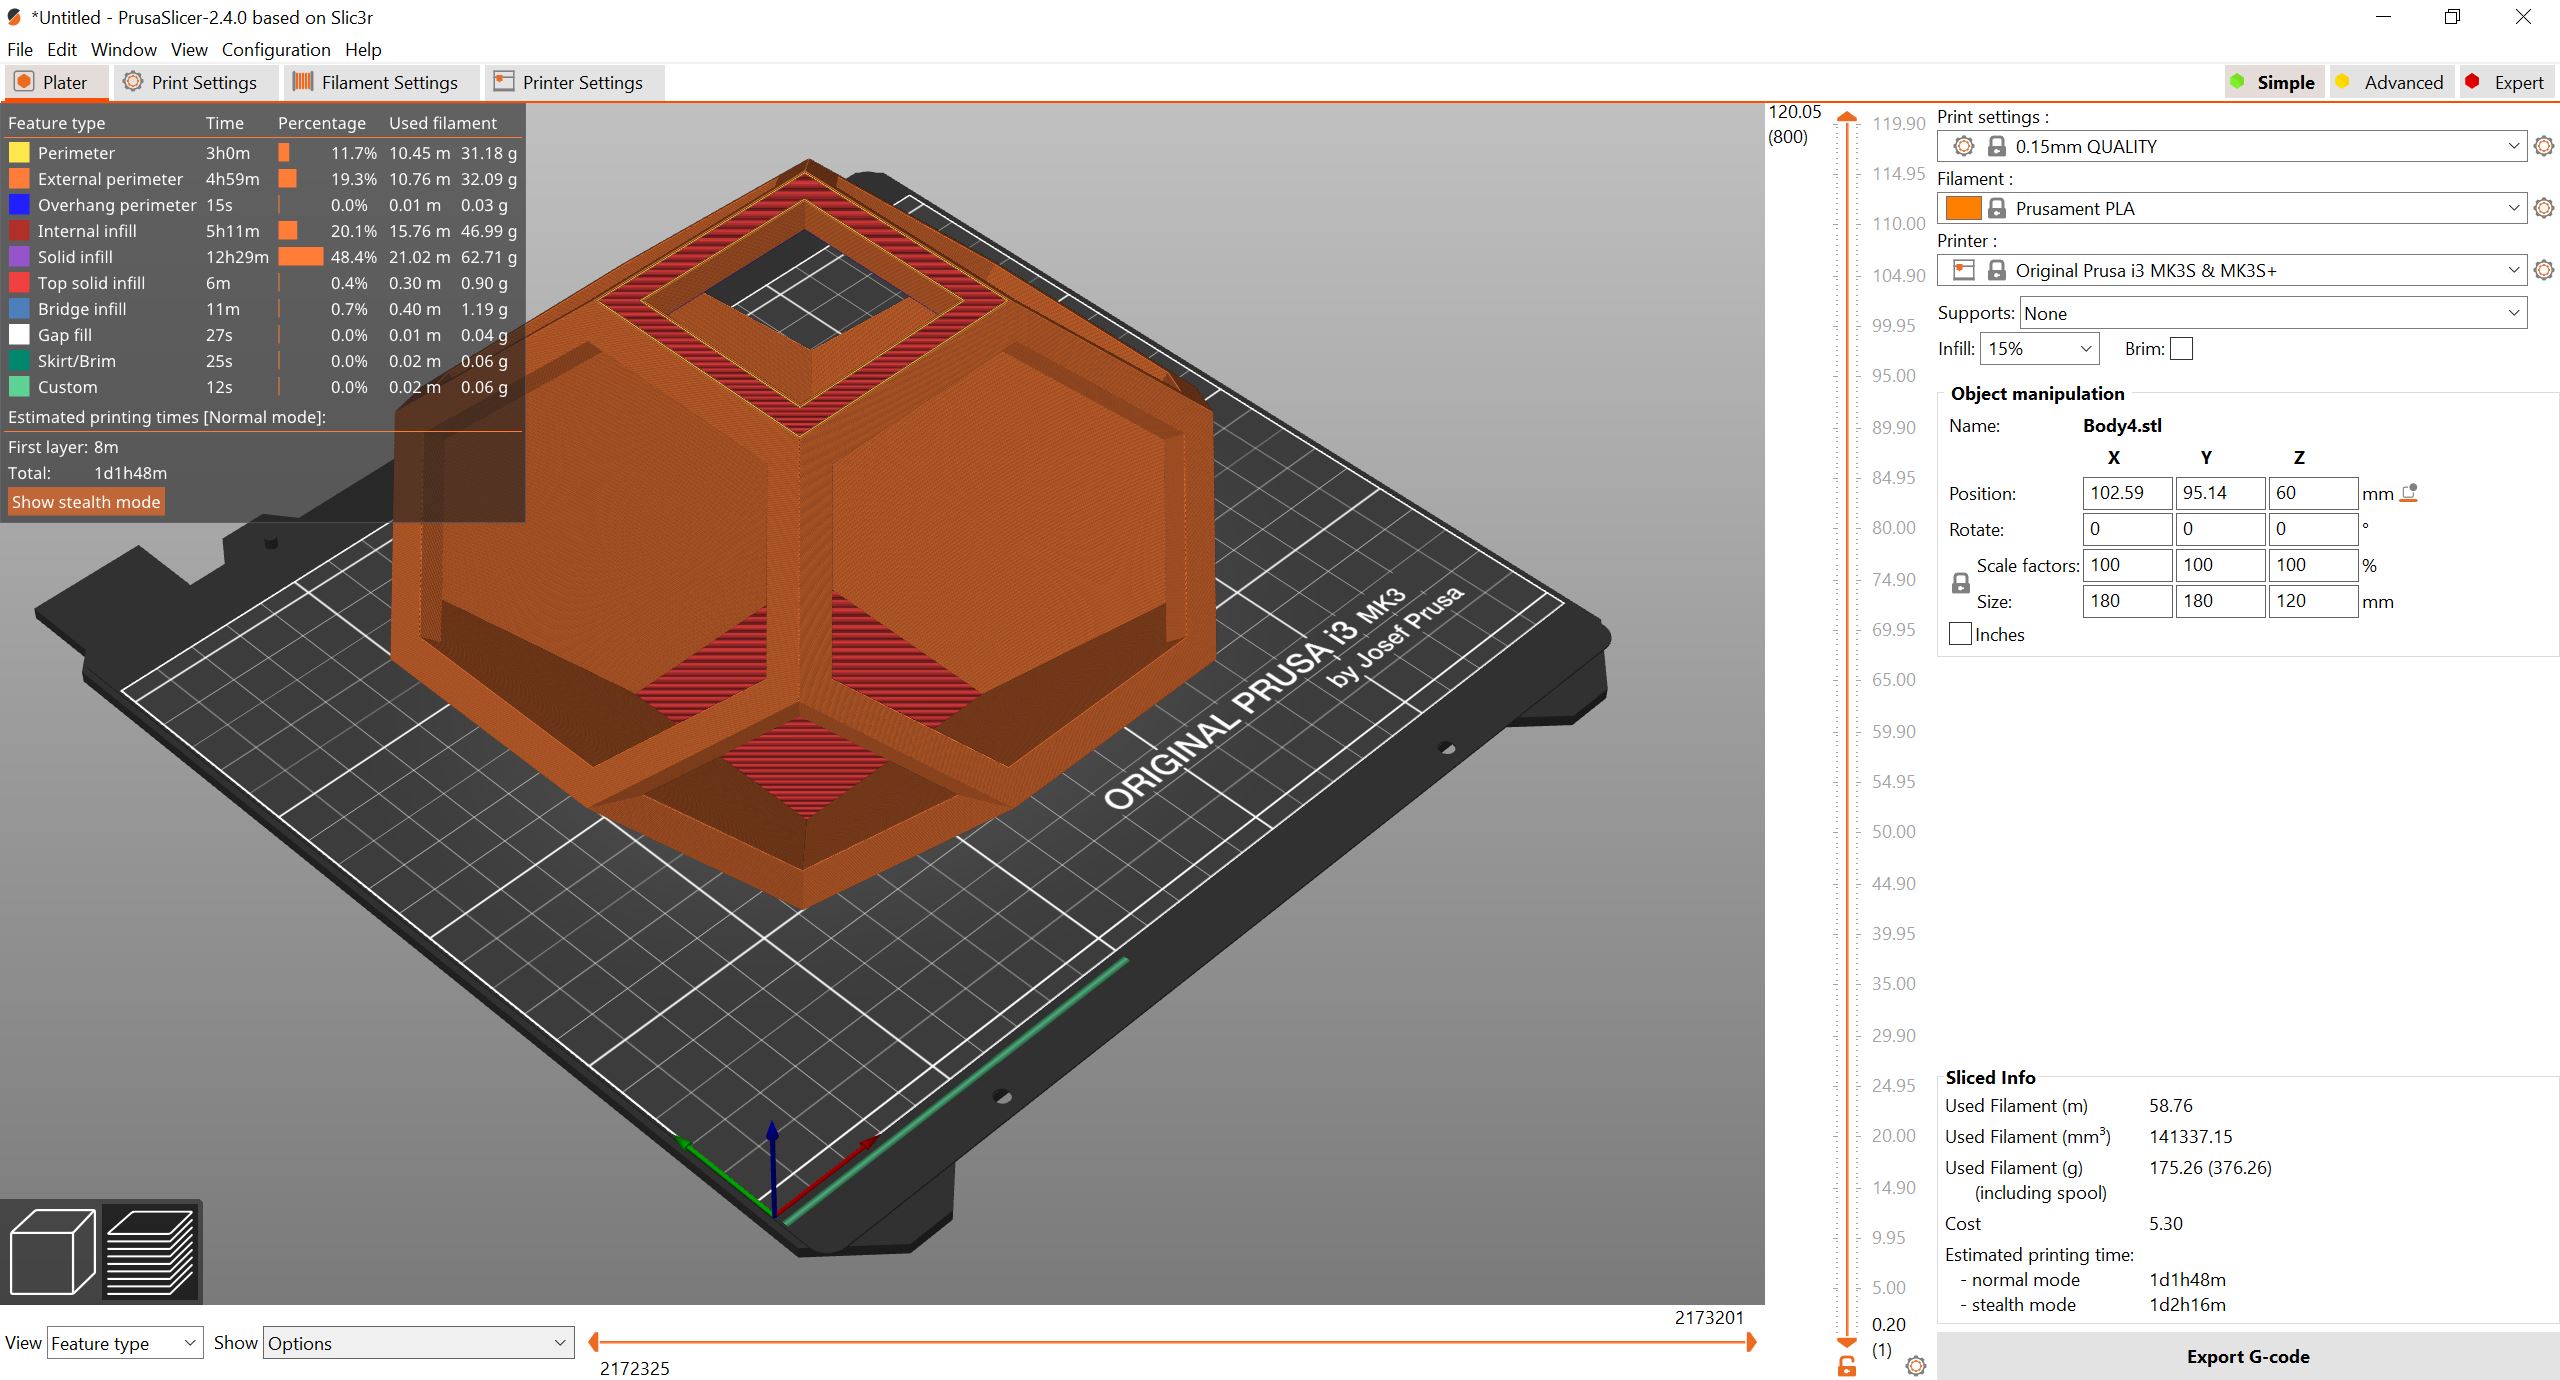 *Untitled - PrusaSlicer-2.4.0 based on Slic3r
File Edit Window View Configuration Help
Plater Print Settings Filament Settings Printer Settings Simple Advanced Expert
Feature type Time Percentage Used filament
Perimeter 3h0m 11.7% 10.45 m 31.18 g
External perimeter 4h59m 19.3% 10.76 m 32.09 g
Overhang perimeter 15s 0.0% 0.01 m 0.03 g
Internal infill 5h11m 20.1% 15.76 m 46.99 g
Solid infill 12h29m 48.4% 21.02 m 62.71 g
Top solid infill 6m 0.4% 0.30 m 0.90 g
Bridge infill 11m 0.7% 0.40 m 1.19 g
Gap fill 27s 0.0% 0.01 m 0.04 g
Skirt/Brim 25s 0.0% 0.02 m 0.06 g
Custom 12s 0.0% 0.02 m 0.06 g
Estimated printing times [Normal mode]:
First layer: 8m
Total: 1d1h48m
Show stealth mode
ORIGINAL PRUSA i3 MK3
by Josef Prusa
120.05
(800)
119.90
114.95
110.00
104.90
99.95
95.00
89.90
84.95
80.00
74.90
69.95
65.00
59.90
54.95
50.00
44.90
39.95
35.00
29.90
24.95
20.00
14.90
9.95
5.00
0.20
(1)
Print settings :
0.15mm QUALITY
Filament :
Prusament PLA
Printer :
Original Prusa i3 MK3S & MK3S+
Supports: None
Infill: 15% Brim:
Object manipulation
Name: Body4.stl
X Y Z
Position: 102.59 95.14 60 mm
Rotate: 0 0 0 °
Scale factors: 100 100 100 %
Size: 180 180 120 mm
Inches
Sliced Info
Used Filament (m) 58.76
Used Filament (mm³) 141337.15
Used Filament (g) 175.26 (376.26)
(including spool)
Cost 5.30
Estimated printing time:
- normal mode 1d1h48m
- stealth mode 1d2h16m
Export G-code
2173201
View Feature type Show Options
2172325